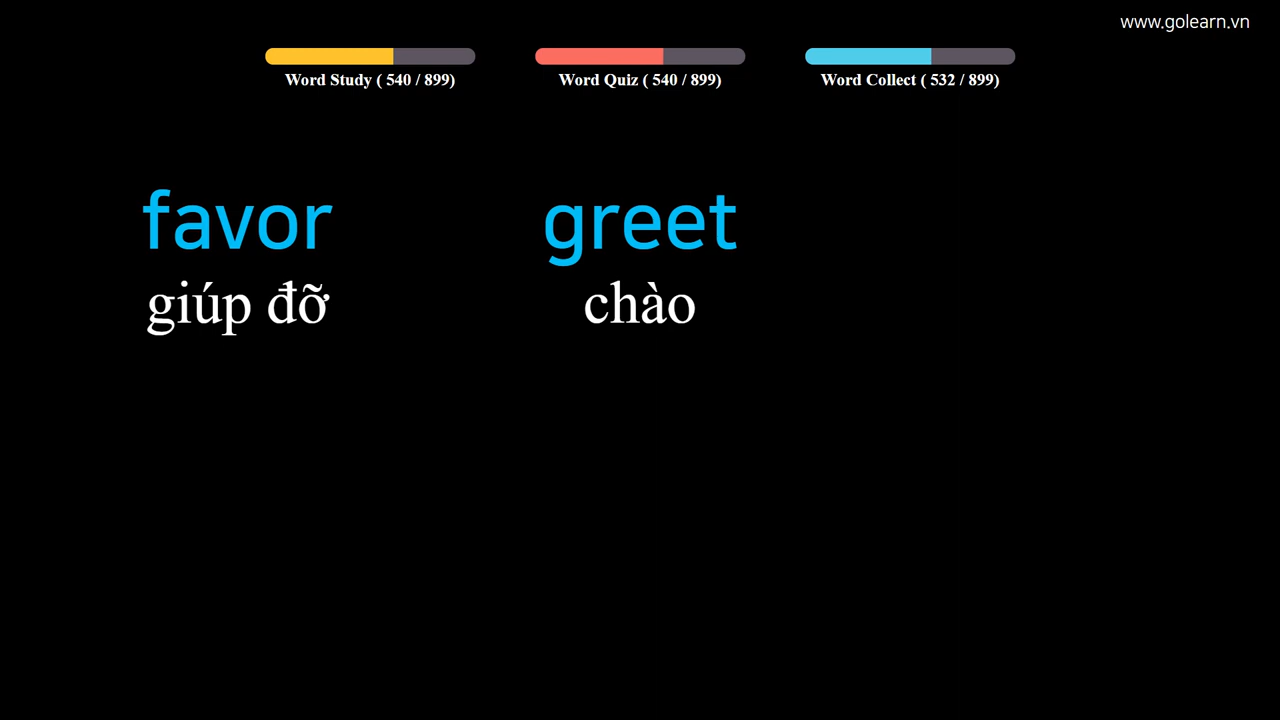 www.golearn.vn
Word Study ( 540 / 899)
Word Quiz ( 540 / 899)
Word Collect ( 532 / 899)
favor
giúp đỡ
greet
chào